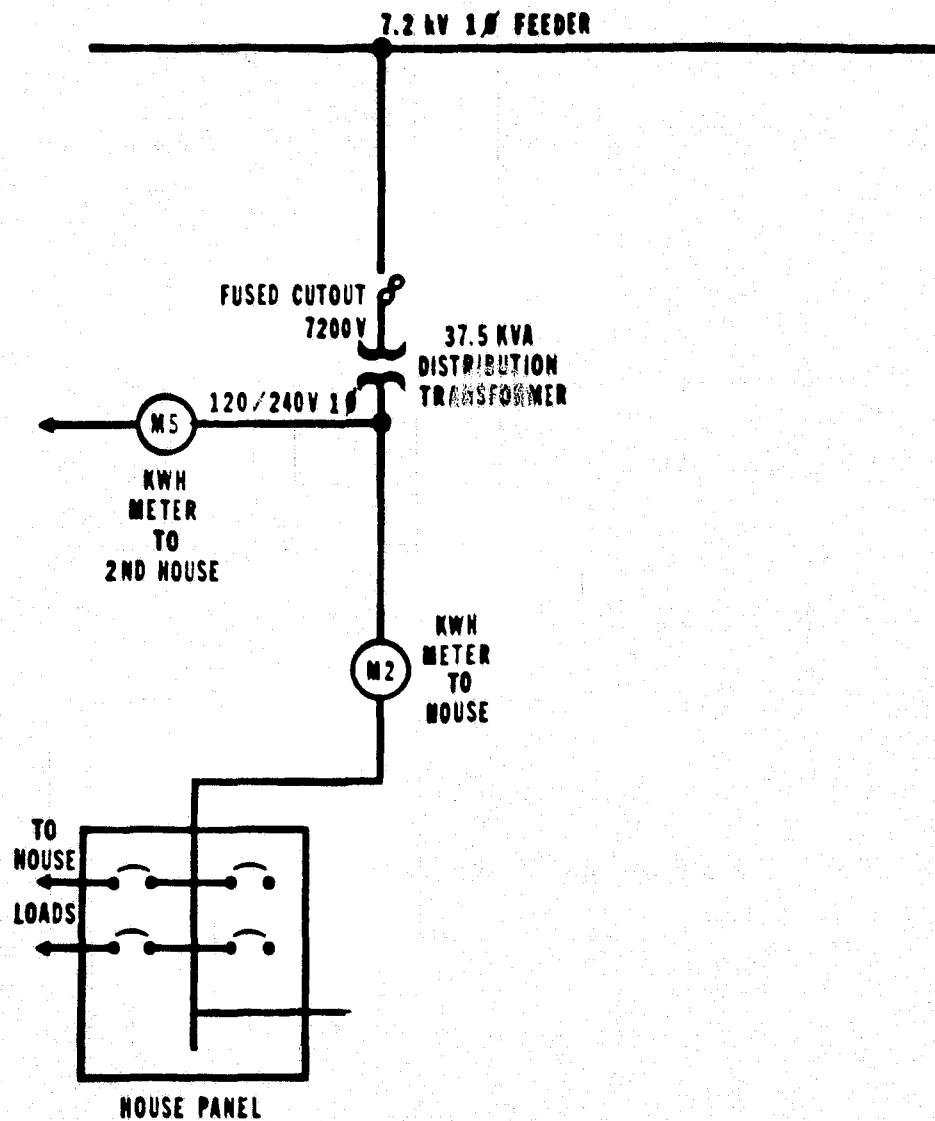 7.2 kV 1Ø FEEDER
FUSED CUTOUT
7200V
37.5 KVA
DISTRIBUTION
TRANSFORMER
120/240V 1Ø
M5
KWH
METER
TO
2ND HOUSE
KWH
METER
TO
HOUSE
M2
TO
HOUSE
LOADS
HOUSE PANEL